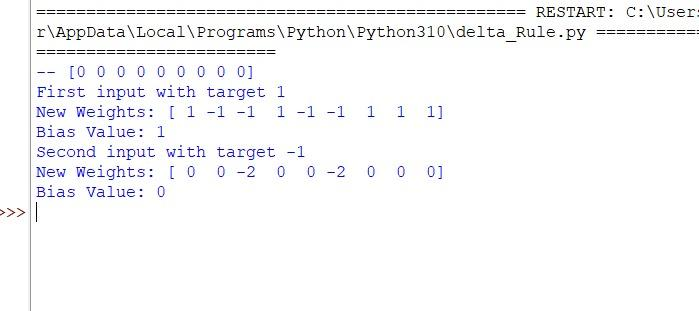 ================================================= RESTART: C:\Users
r\AppData\Local\Programs\Python\Python310\delta_Rule.py ===========
========================
-- [0 0 0 0 0 0 0 0 0]
First input with target 1
New Weights: [ 1 -1 -1  1 -1 -1  1  1  1]
Bias Value: 1
Second input with target -1
New Weights: [ 0  0 -2  0  0 -2  0  0  0]
Bias Value: 0
>>>